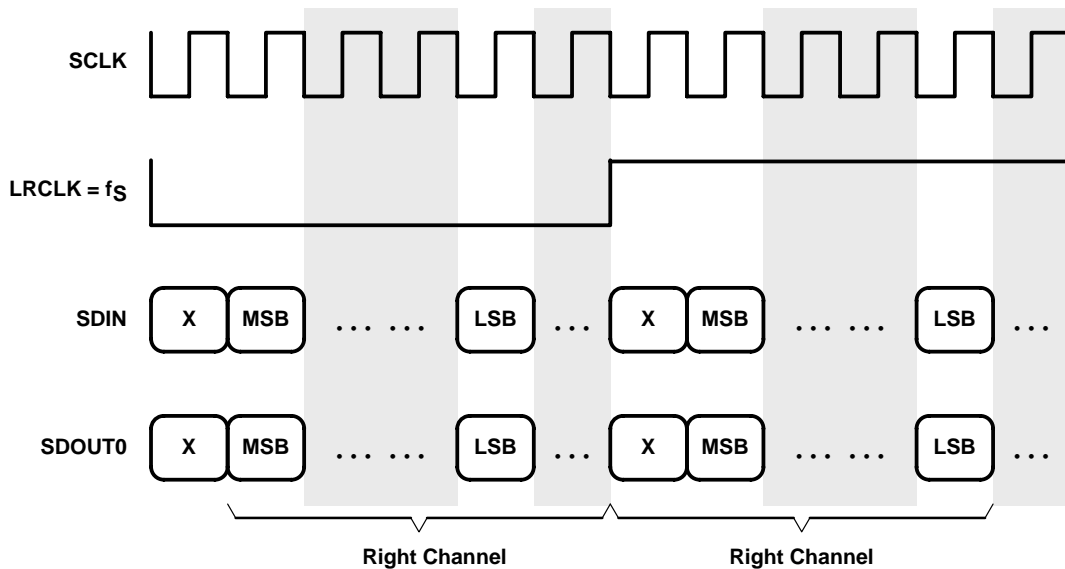 SCLK
LRCLK = fS
SDIN X MSB ... ... LSB ... X MSB ... ... LSB ...
SDOUT0 X MSB ... ... LSB ... X MSB ... ... LSB ...
Right Channel Right Channel